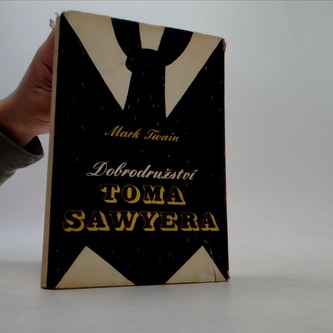 Mark Twain
Dobrodružství
TOMA
SAWYERA